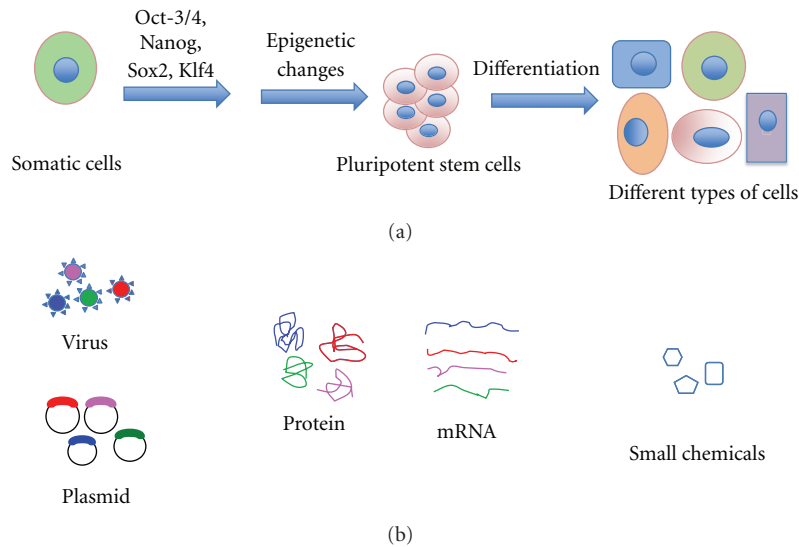 Oct-3/4,
Nanog,
Sox2, Klf4
Epigenetic
changes
Differentiation
Somatic cells
Pluripotent stem cells
Different types of cells
(a)
Virus
Protein
mRNA
Small chemicals
Plasmid
(b)